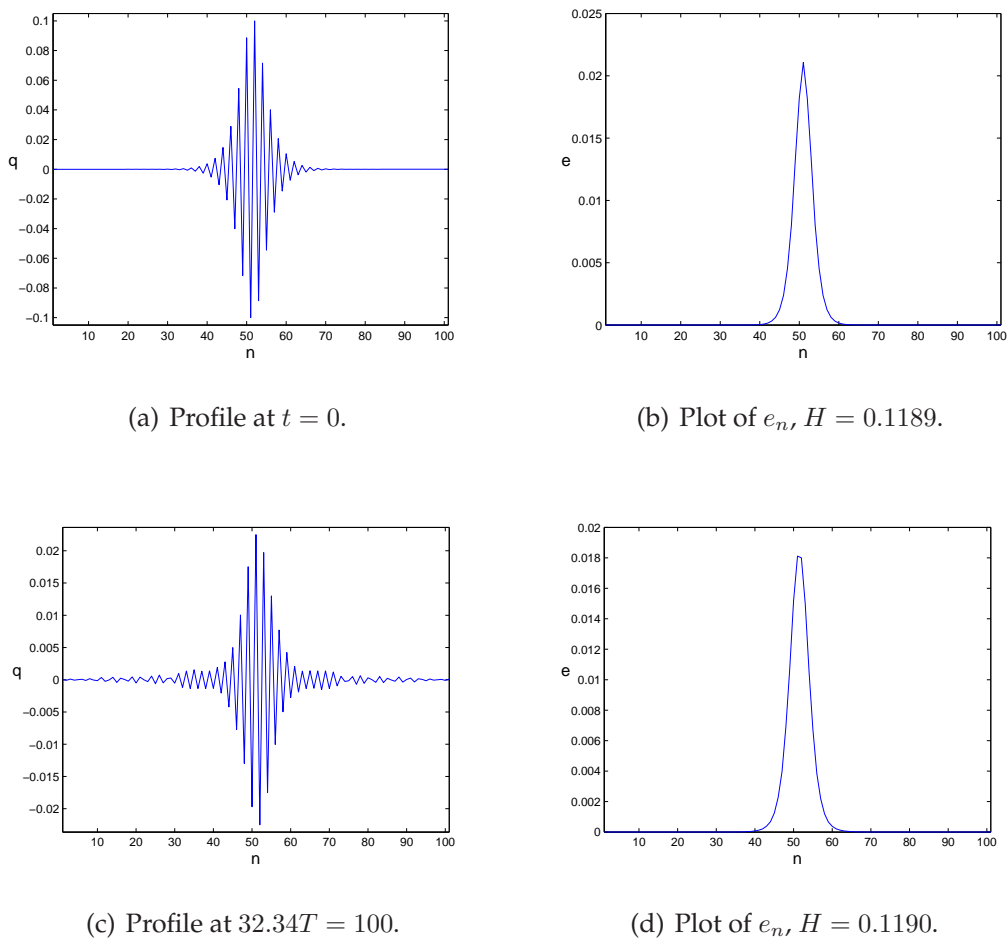 0.1
0.08
0.06
0.04
0.02
0
−0.02
−0.04
−0.06
−0.08
−0.1
q
10 20 30 40 50 60 70 80 90 100
n
(a) Profile at t = 0.
0.025
0.02
0.015
0.01
0.005
0
e
10 20 30 40 50 60 70 80 90 100
n
(b) Plot of eₙ, H = 0.1189.
0.02
0.015
0.01
0.005
0
−0.005
−0.01
−0.015
−0.02
q
10 20 30 40 50 60 70 80 90 100
n
(c) Profile at 32.34T = 100.
0.02
0.018
0.016
0.014
0.012
0.01
0.008
0.006
0.004
0.002
0
e
10 20 30 40 50 60 70 80 90 100
n
(d) Plot of eₙ, H = 0.1190.